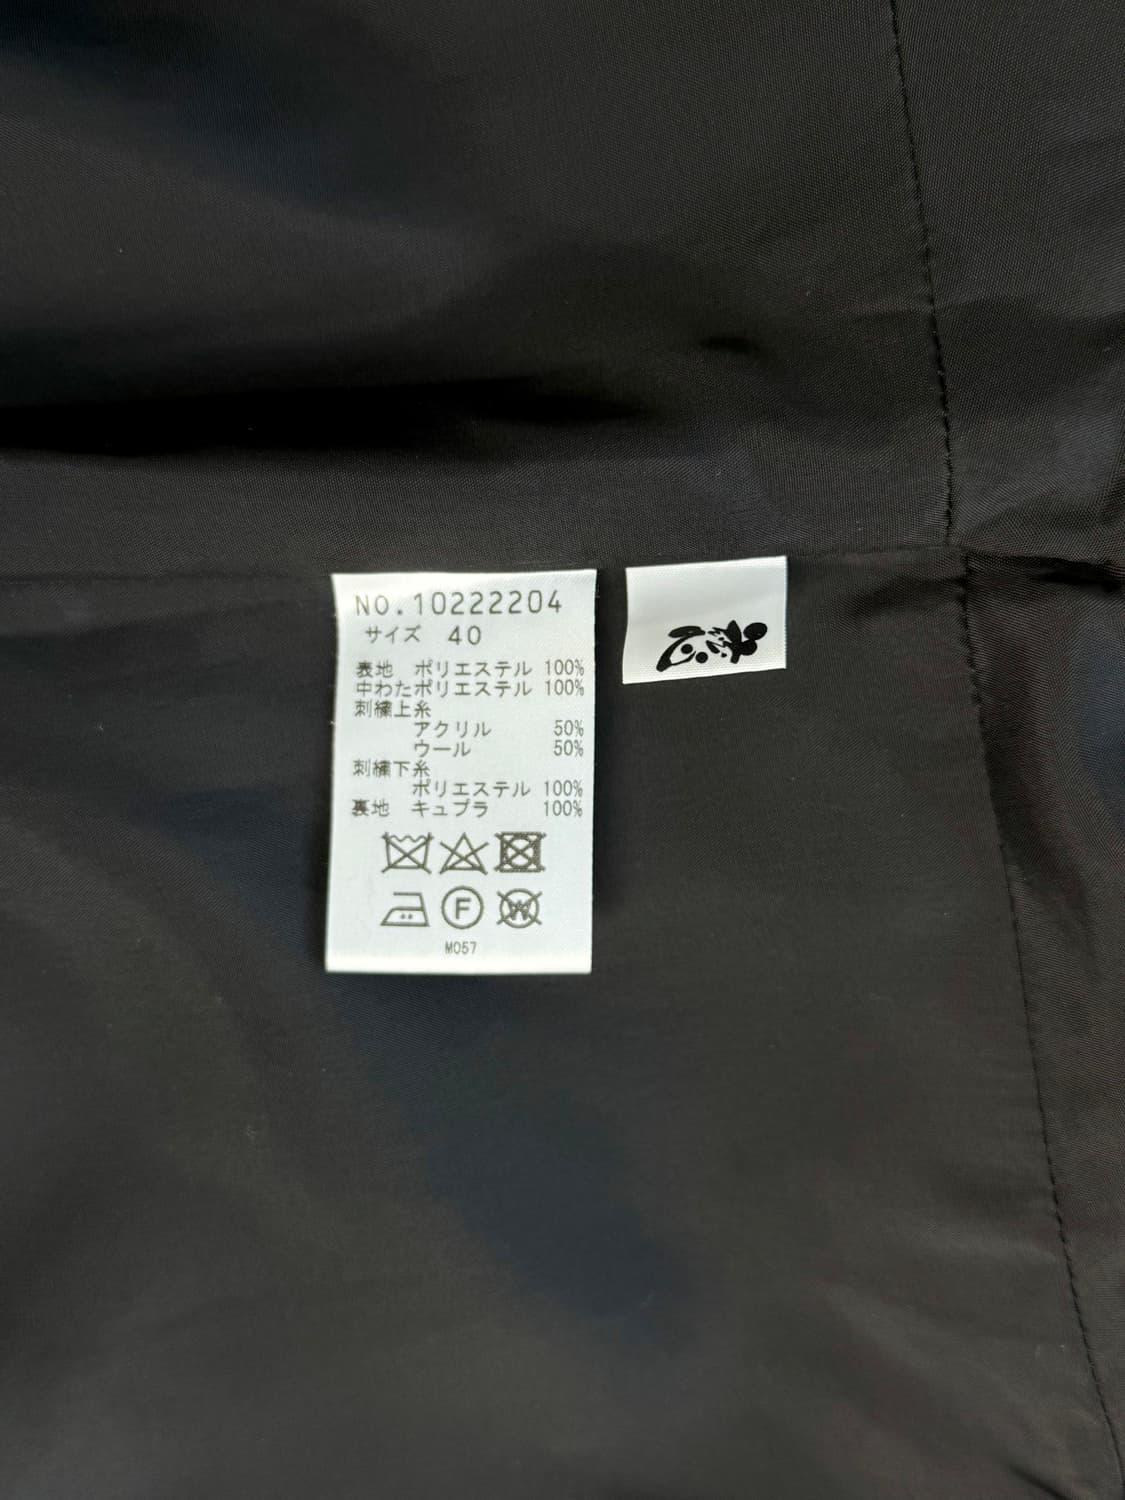 NO.10222204
サイズ 40
表地 ポリエステル 100%
中わたポリエステル 100%
刺繍上糸
アクリル 50%
ウール 50%
刺繍下糸
ポリエステル 100%
裏地 キュプラ 100%
F W
M057